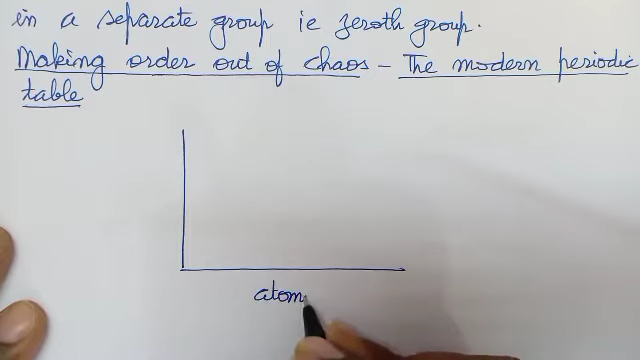 in a separate group ie zeroth group.
Making order out of chaos - The modern periodic
table
atom